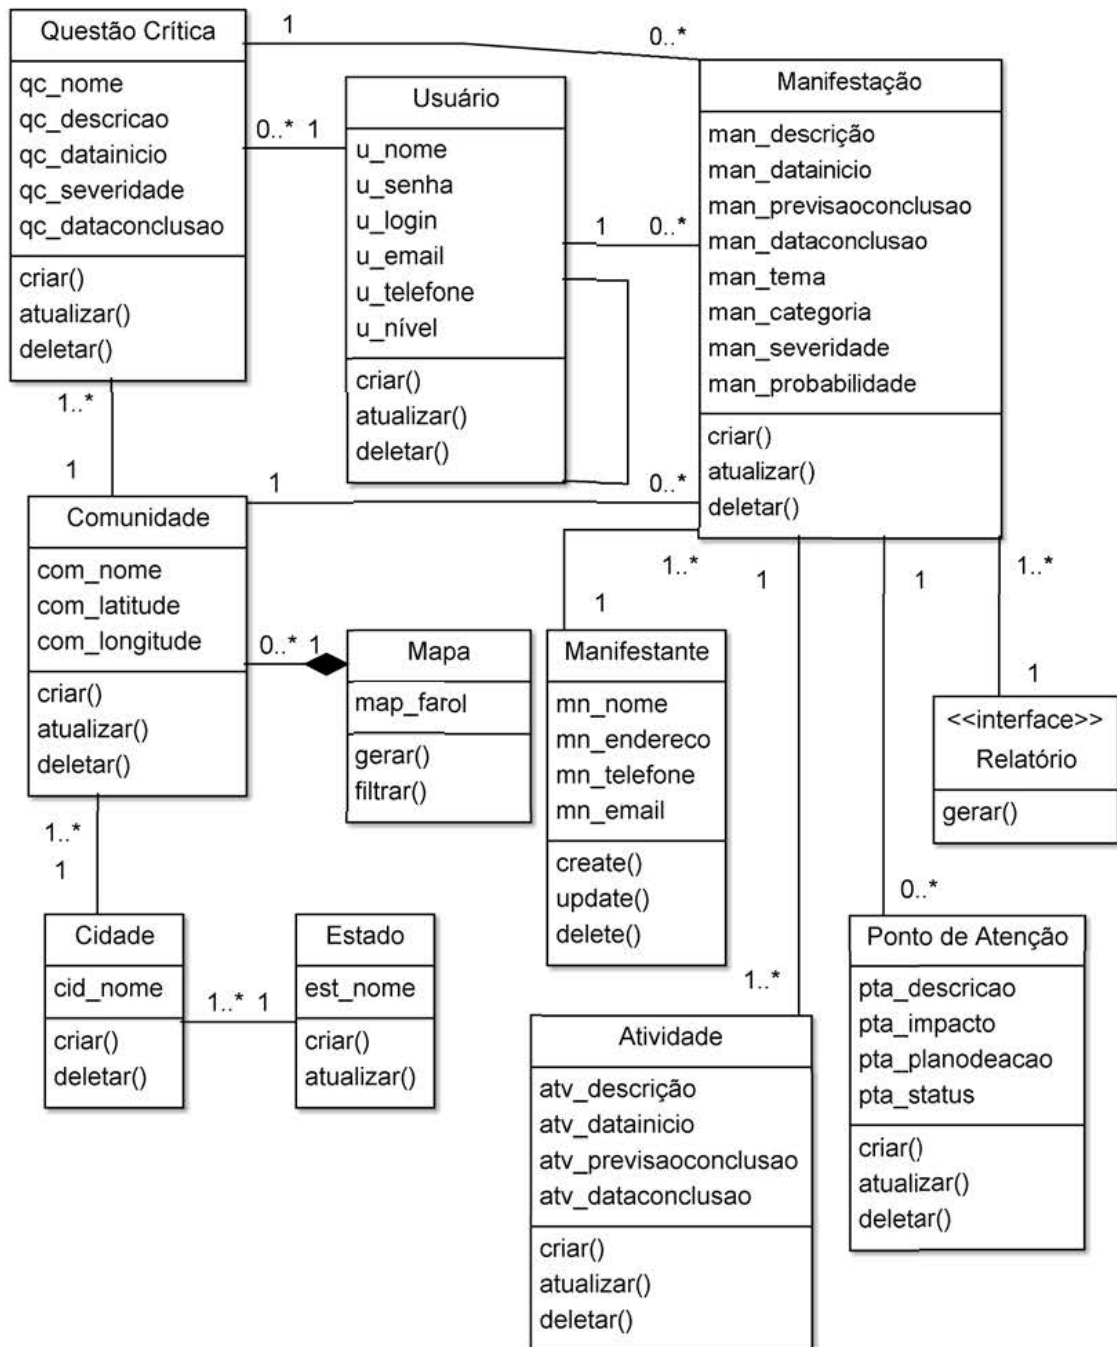 Questão Crítica
qc_nome
qc_descricao
qc_datainicio
qc_severidade
qc_dataconclusao
criar()
atualizar()
deletar()
1
0..*
0..* 1
Usuário
u_nome
u_senha
u_login
u_email
u_telefone
u_nível
criar()
atualizar()
deletar()
1
0..*
Manifestação
man_descrição
man_datainicio
man_previsaoconclusao
man_dataconclusao
man_tema
man_categoria
man_severidade
man_probabilidade
criar()
atualizar()
deletar()
1..*
1
1
0..*
Comunidade
com_nome
com_latitude
com_longitude
criar()
atualizar()
deletar()
0..* 1
Mapa
map_farol
gerar()
filtrar()
1..*
1
Manifestante
mn_nome
mn_endereco
mn_telefone
mn_email
create()
update()
delete()
1
1
1..*
1
<<interface>>
Relatório
gerar()
1..*
1
Cidade
cid_nome
criar()
deletar()
1..* 1
Estado
est_nome
criar()
atualizar()
1..*
Atividade
atv_descrição
atv_datainicio
atv_previsaoconclusao
atv_dataconclusao
criar()
atualizar()
deletar()
0..*
Ponto de Atenção
pta_descricao
pta_impacto
pta_planodeacao
pta_status
criar()
atualizar()
deletar()